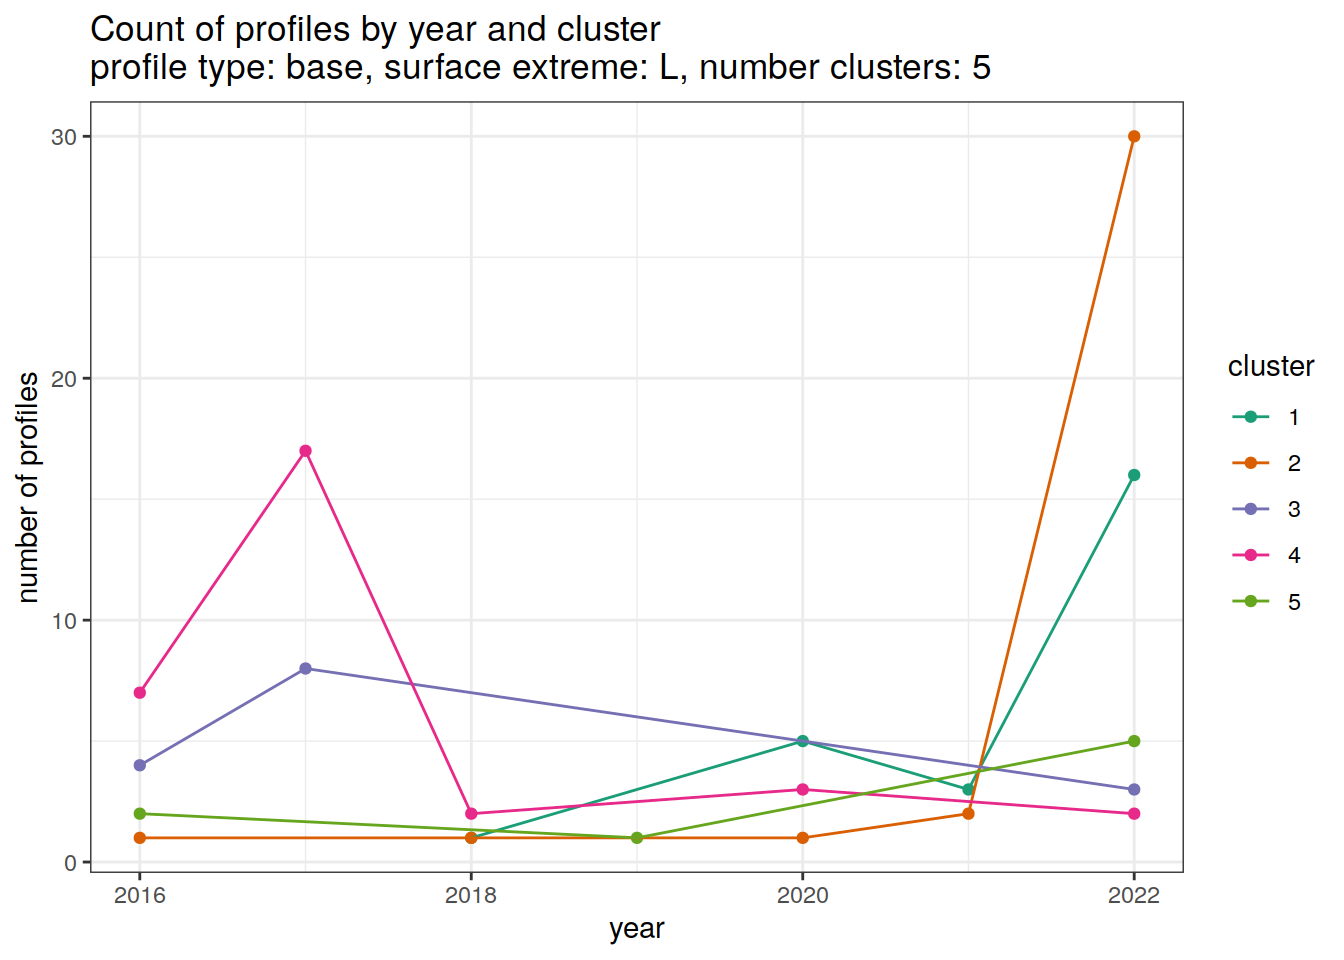 Count of profiles by year and cluster
profile type: base, surface extreme: L, number clusters: 5
30
20
10
0
number of profiles
2016 2018 2020 2022
year
cluster
1
2
3
4
5